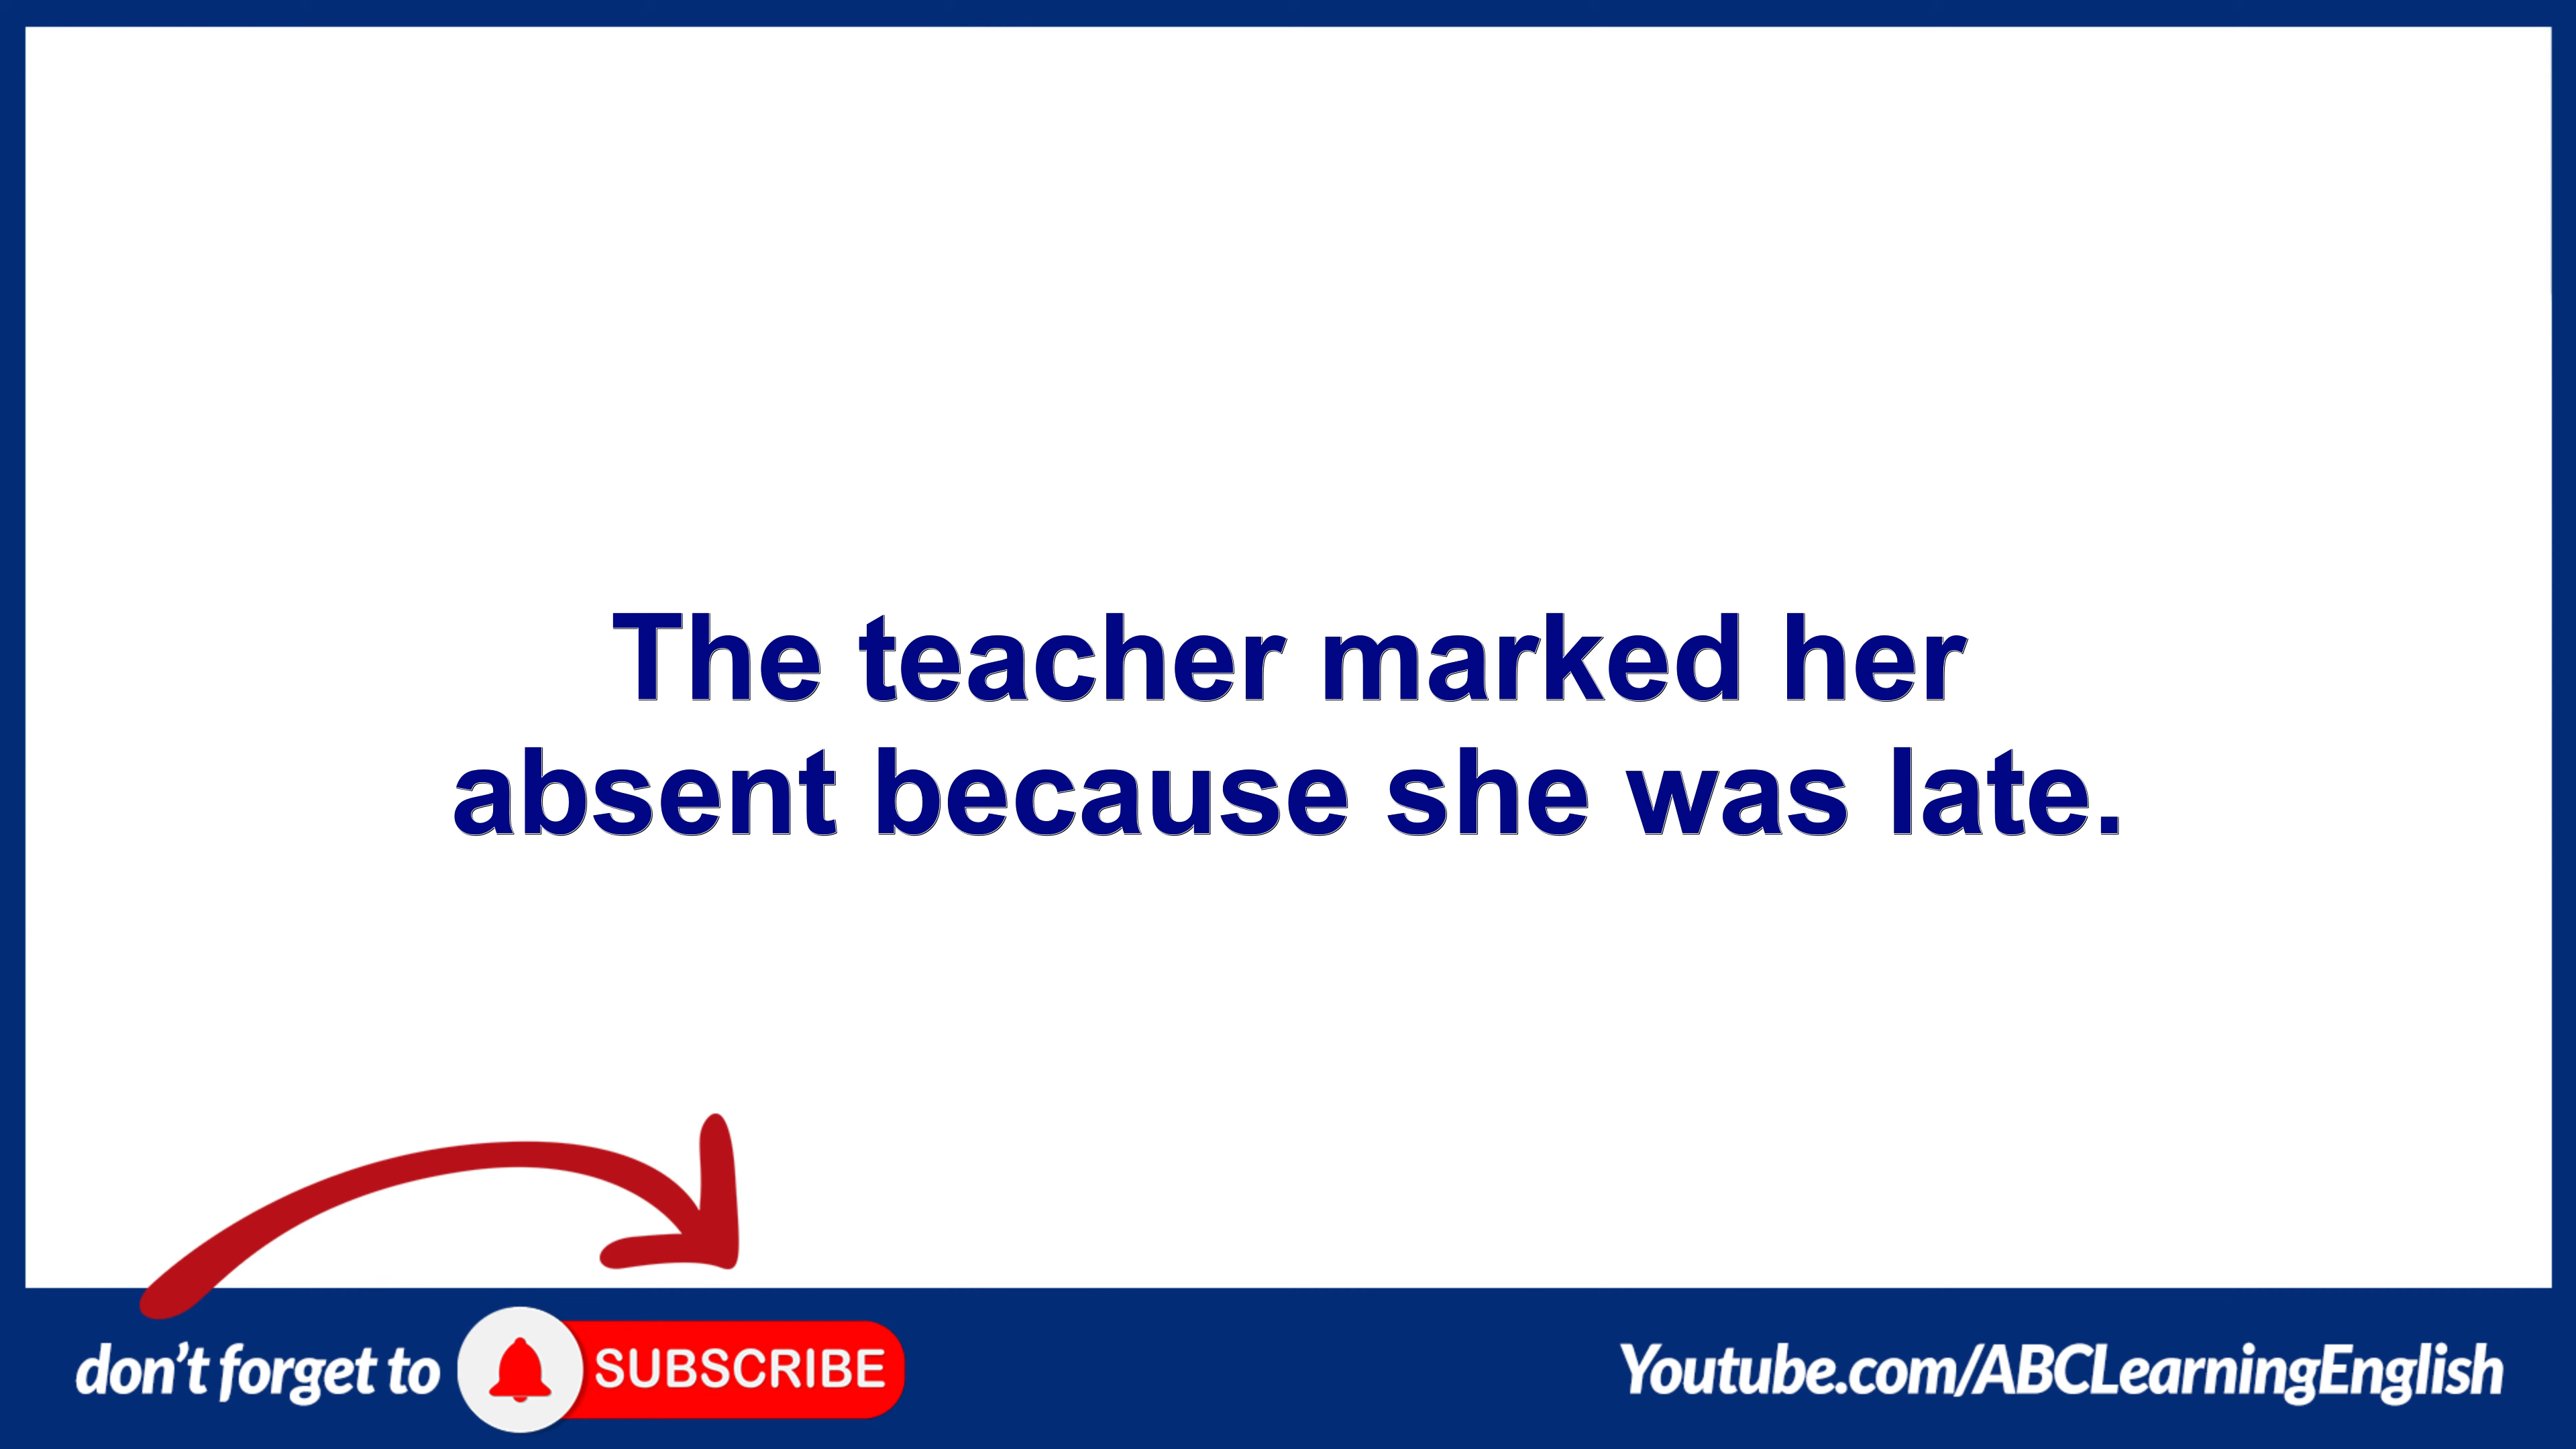 The teacher marked her
absent because she was late.
don't forget to SUBSCRIBE
Youtube.com/ABCLearningEnglish